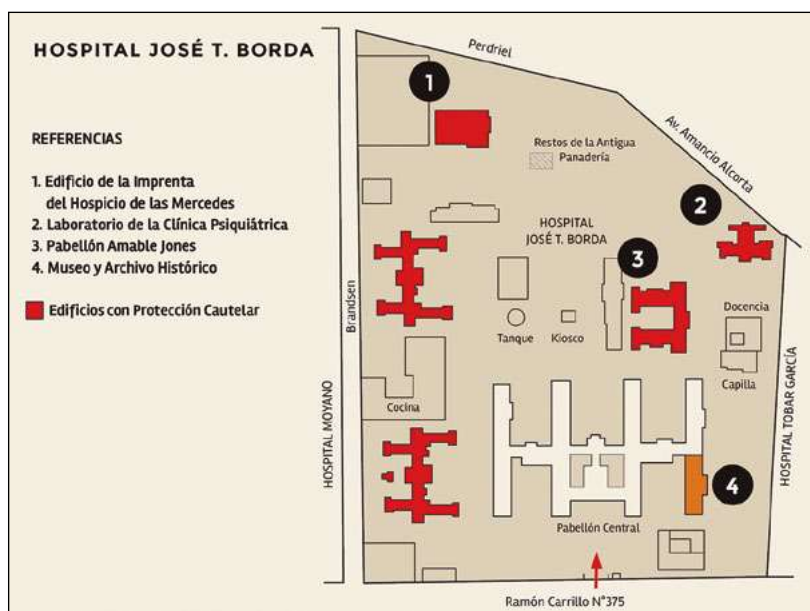 HOSPITAL JOSÉ T. BORDA
REFERENCIAS
1. Edificio de la Imprenta
del Hospicio de las Mercedes
2. Laboratorio de la Clínica Psiquiátrica
3. Pabellón Amable Jones
4. Museo y Archivo Histórico
Edificios con Protección Cautelar
Perdriel
1
Av. Amancio Alcorta
Restos de la Antigua
Panadería
2
HOSPITAL
JOSÉ T. BORDA
3
Brandsen
Tanque
Kiosco
Docencia
Capilla
Cocina
HOSPITAL MOYANO
HOSPITAL TOBAR GARCÍA
4
Pabellón Central
Ramón Carrillo N°375